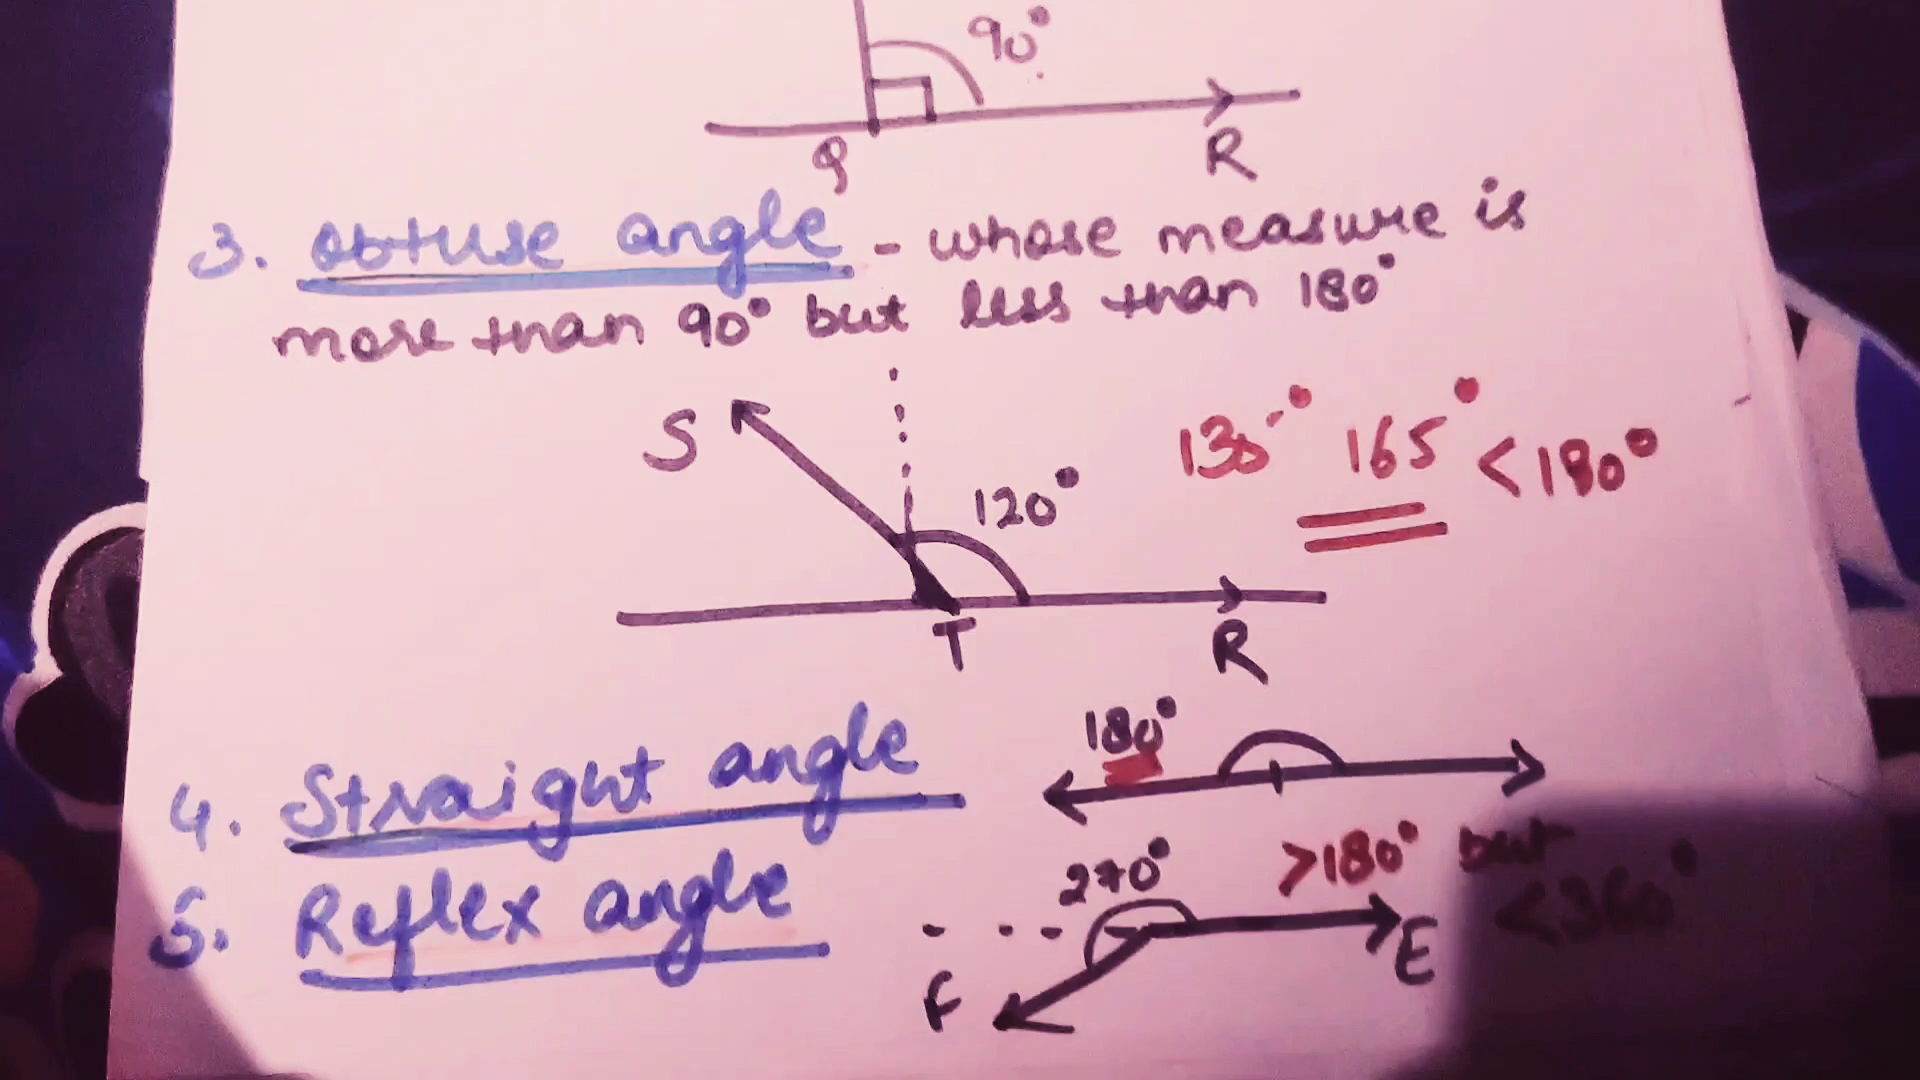 90°
Q R
3. obtuse angle - whose measure is
more than 90° but less than 180°
S 120° 165° < 180°
T R
4. Straight angle 180°
5. Reflex angle 270° >180° but
<360°
F E